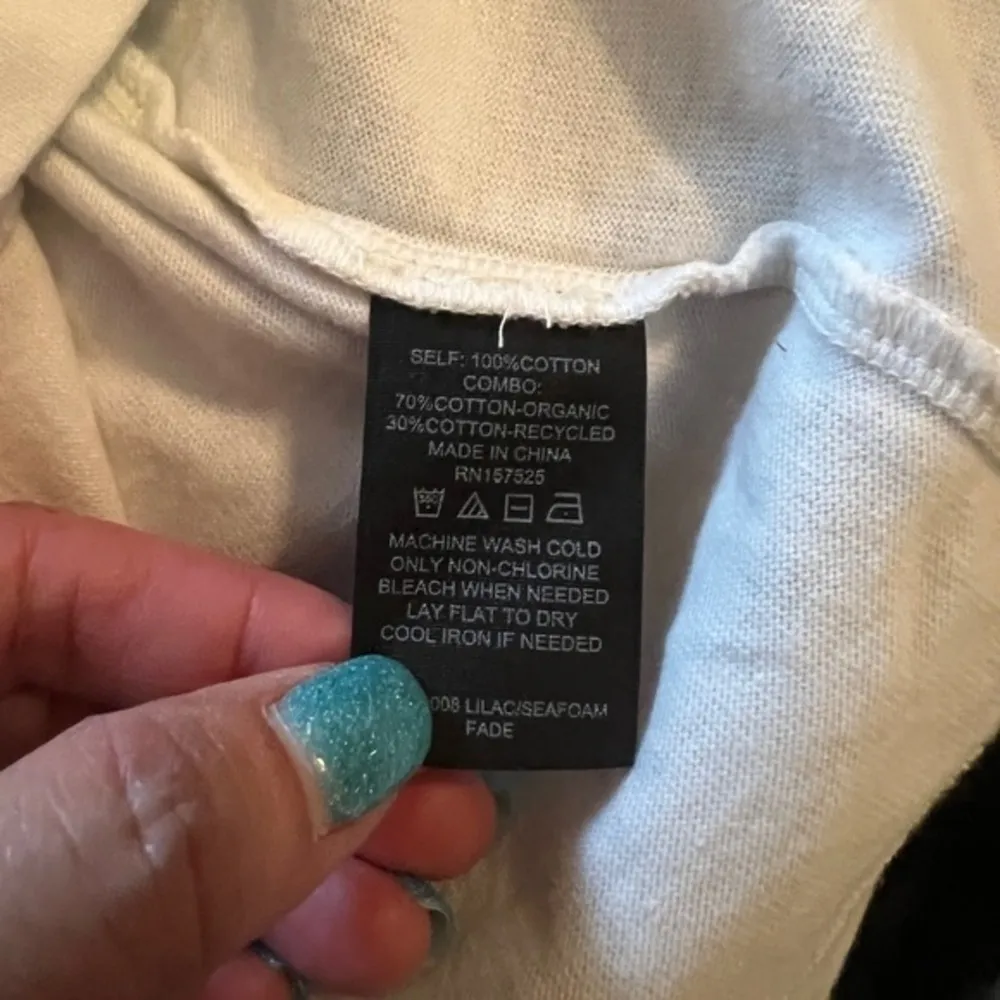 SELF: 100%COTTON
COMBO:
70%COTTON-ORGANIC
30%COTTON-RECYCLED
MADE IN CHINA
RN157525
MACHINE WASH COLD
ONLY NON-CHLORINE
BLEACH WHEN NEEDED
LAY FLAT TO DRY
COOL IRON IF NEEDED
008 LILAC/SEAFOAM
FADE